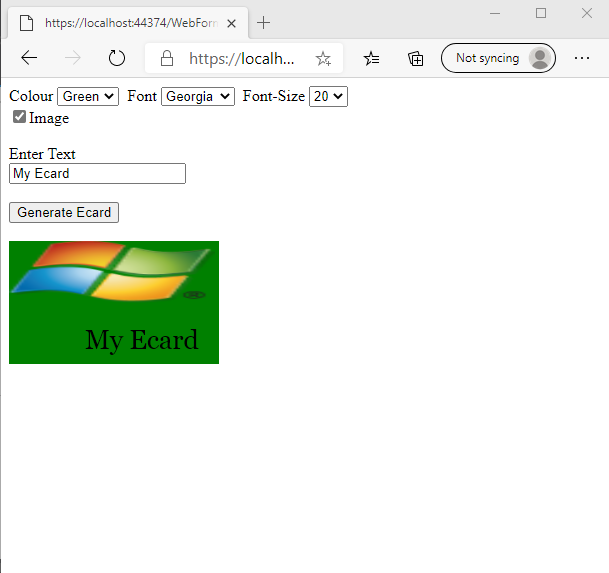 https://localhost:44374/WebForm
https://localh...
Not syncing
Colour Green Font Georgia Font-Size 20
Image
Enter Text
My Ecard
Generate Ecard
My Ecard